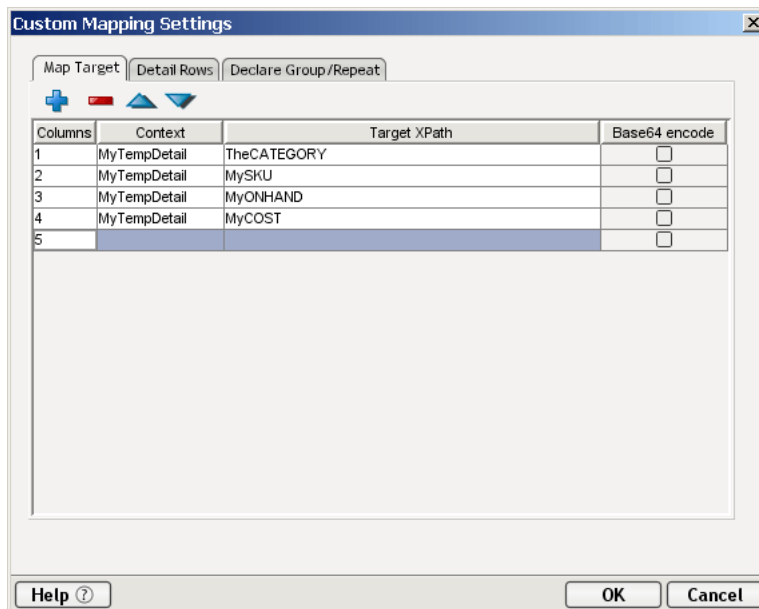 Custom Mapping Settings
Map Target Detail Rows Declare Group/Repeat
Columns Context Target XPath Base64 encode
1 MyTempDetail TheCATEGORY
2 MyTempDetail MySKU
3 MyTempDetail MyONHAND
4 MyTempDetail MyCOST
5
Help ? OK Cancel